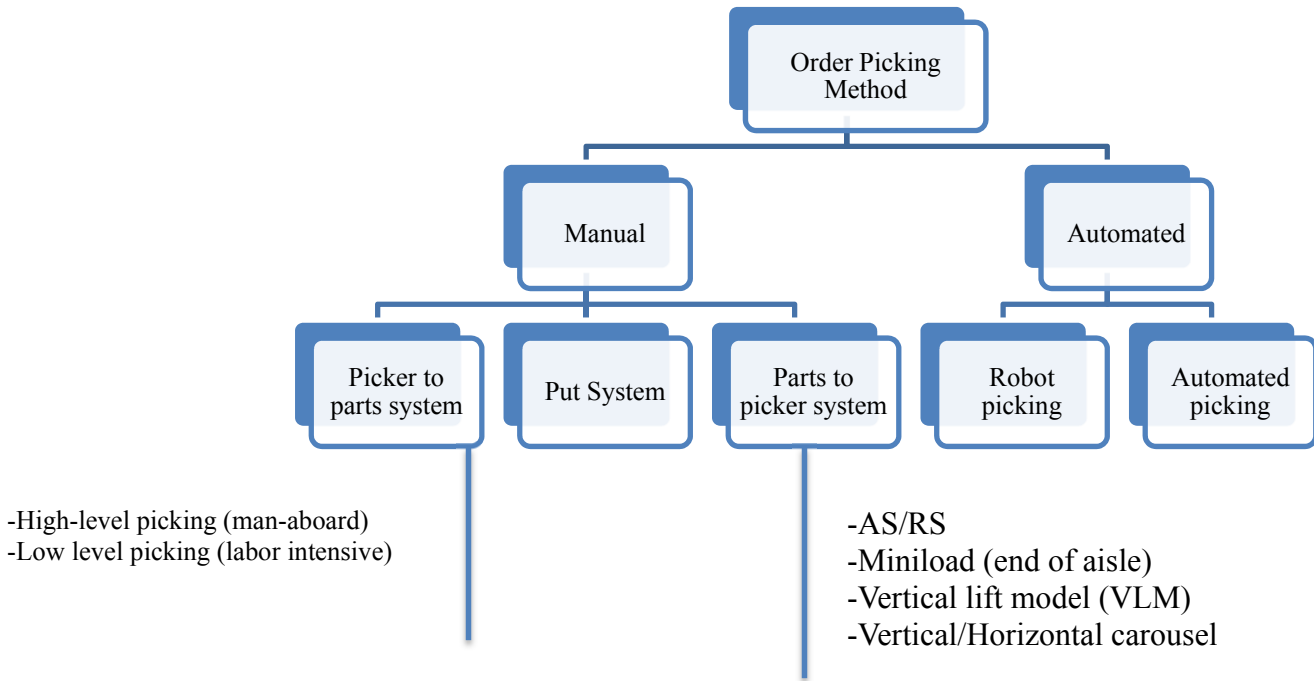 Order Picking
Method
Manual
Automated
Picker to
parts system
Put System
Parts to
picker system
Robot
picking
Automated
picking
-High-level picking (man-aboard)
-Low level picking (labor intensive)
-AS/RS
-Miniload (end of aisle)
-Vertical lift model (VLM)
-Vertical/Horizontal carousel